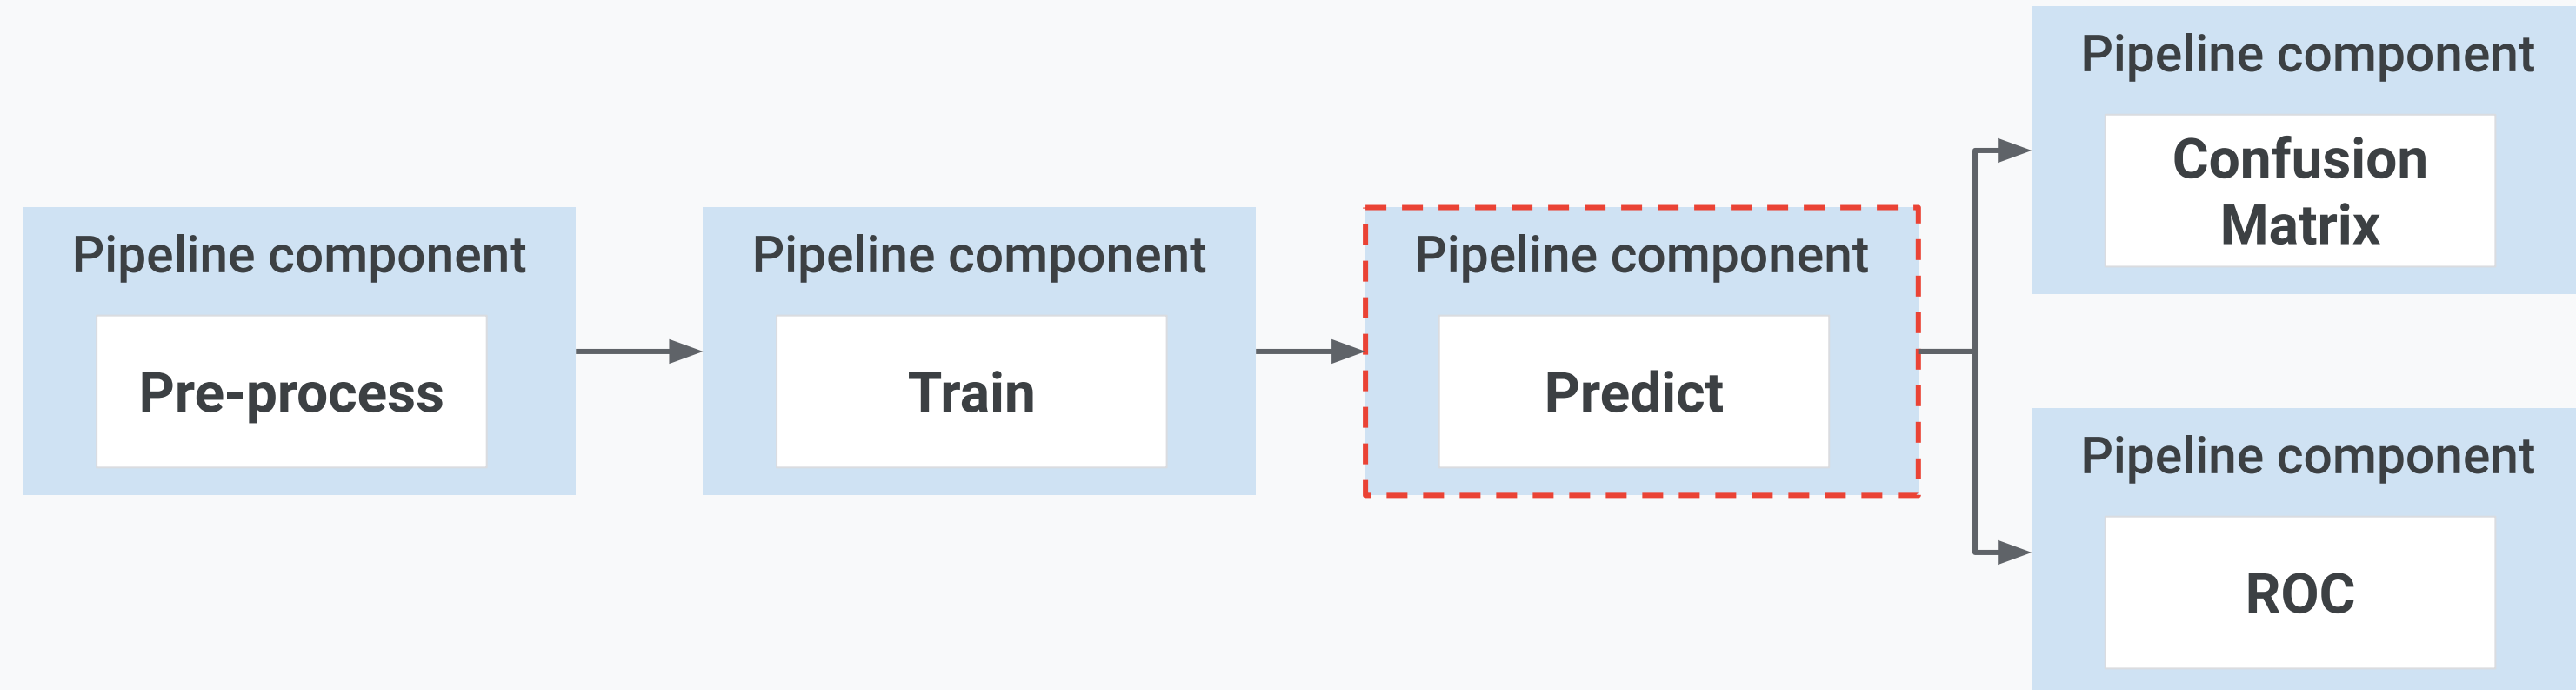 Pipeline component
Pre-process
Pipeline component
Train
Pipeline component
Predict
Pipeline component
Confusion
Matrix
Pipeline component
ROC